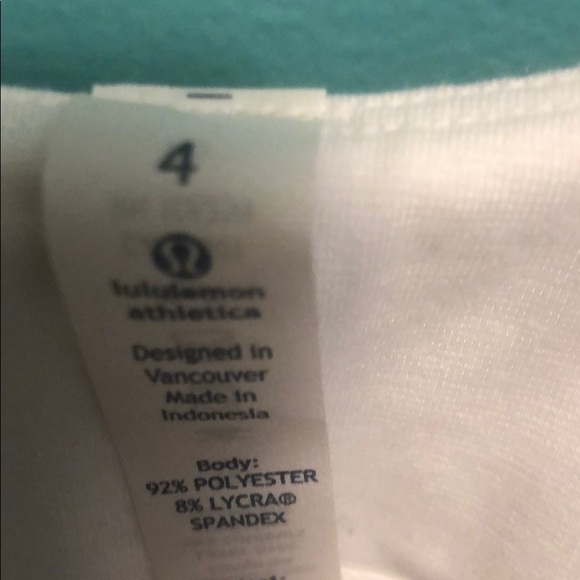 4
lululemon
athletica
Designed in
Vancouver
Made in
Indonesia
Body:
92% POLYESTER
8% LYCRA®
SPANDEX